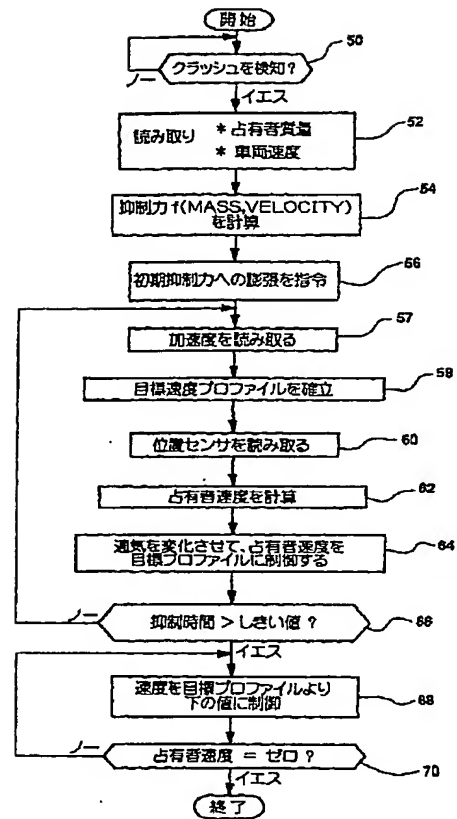 開始
クラッシュを検知?
50
ノー
イエス
読み取り
* 占有者質量
* 車両速度
52
抑制力 f(MASS,VELOCITY)
を計算
54
初期抑制力への膨張を指令
56
加速度を読み取る
57
目標速度プロファイルを確立
58
位置センサを読み取る
60
占有者速度を計算
62
通気を変化させて、占有者速度を
目標プロファイルに制御する
64
ノー
抑制時間 > しきい値 ?
66
イエス
速度を目標プロファイルより
下の値に制御
68
ノー
占有者速度 = ゼロ ?
70
イエス
終了